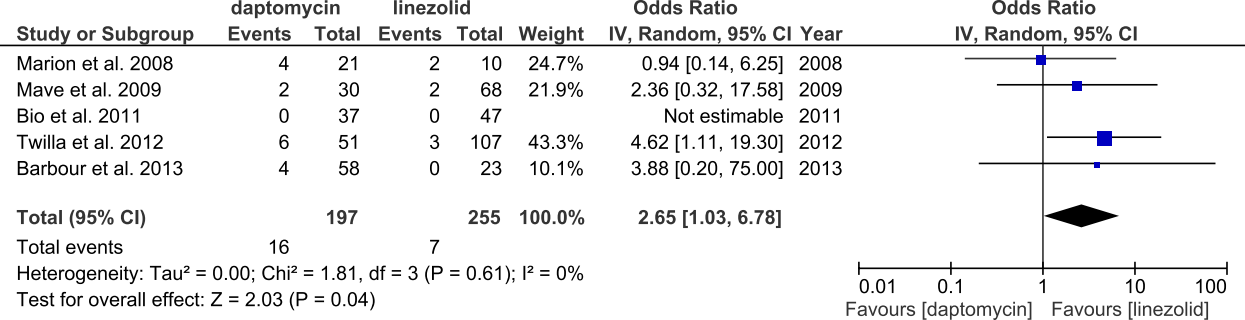 daptomycin linezolid Odds Ratio Odds Ratio
Study or Subgroup Events Total Events Total Weight IV, Random, 95% CI Year IV, Random, 95% CI
Marion et al. 2008 4 21 2 10 24.7% 0.94 [0.14, 6.25] 2008
Mave et al. 2009 2 30 2 68 21.9% 2.36 [0.32, 17.58] 2009
Bio et al. 2011 0 37 0 47 Not estimable 2011
Twilla et al. 2012 6 51 3 107 43.3% 4.62 [1.11, 19.30] 2012
Barbour et al. 2013 4 58 0 23 10.1% 3.88 [0.20, 75.00] 2013
Total (95% CI) 197 255 100.0% 2.65 [1.03, 6.78]
Total events 16 7
Heterogeneity: Tau² = 0.00; Chi² = 1.81, df = 3 (P = 0.61); I² = 0%
Test for overall effect: Z = 2.03 (P = 0.04)
0.01 0.1 1 10 100
Favours [daptomycin] Favours [linezolid]